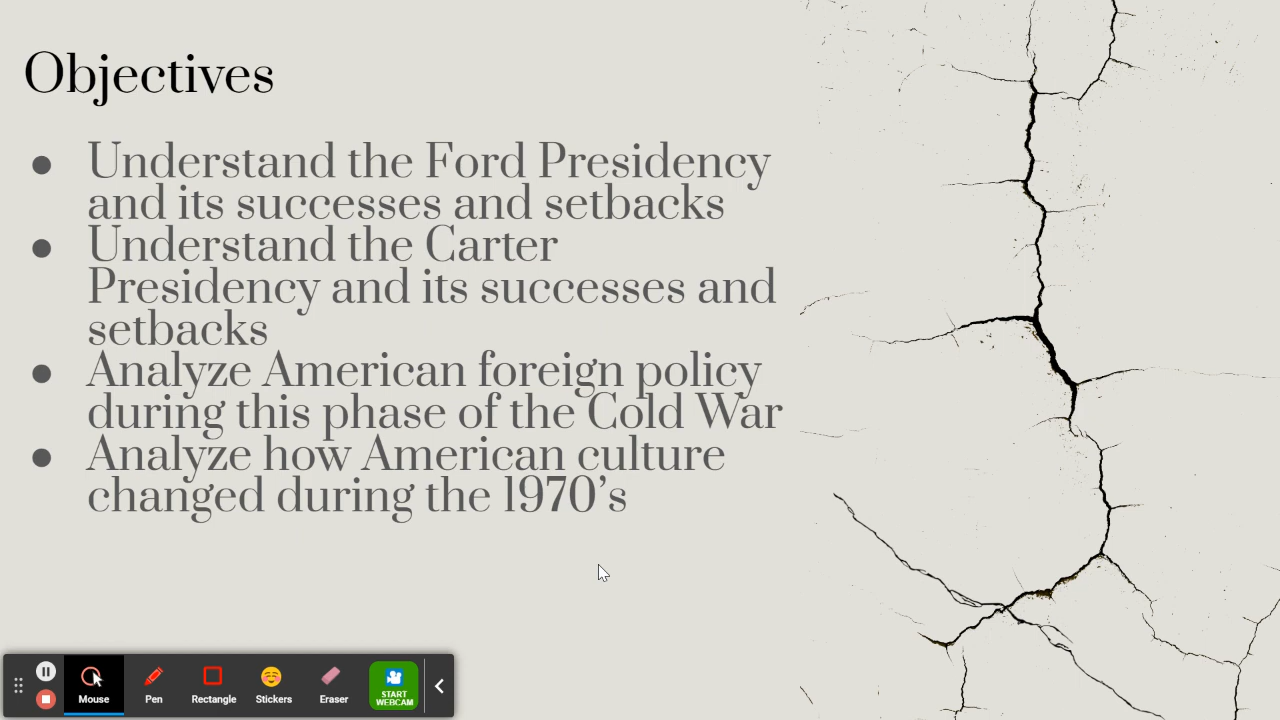 Objectives
● Understand the Ford Presidency
and its successes and setbacks
● Understand the Carter
Presidency and its successes and
setbacks
● Analyze American foreign policy
during this phase of the Cold War
● Analyze how American culture
changed during the 1970’s
Mouse
Pen
Rectangle
Stickers
Eraser
START
WEBCAM